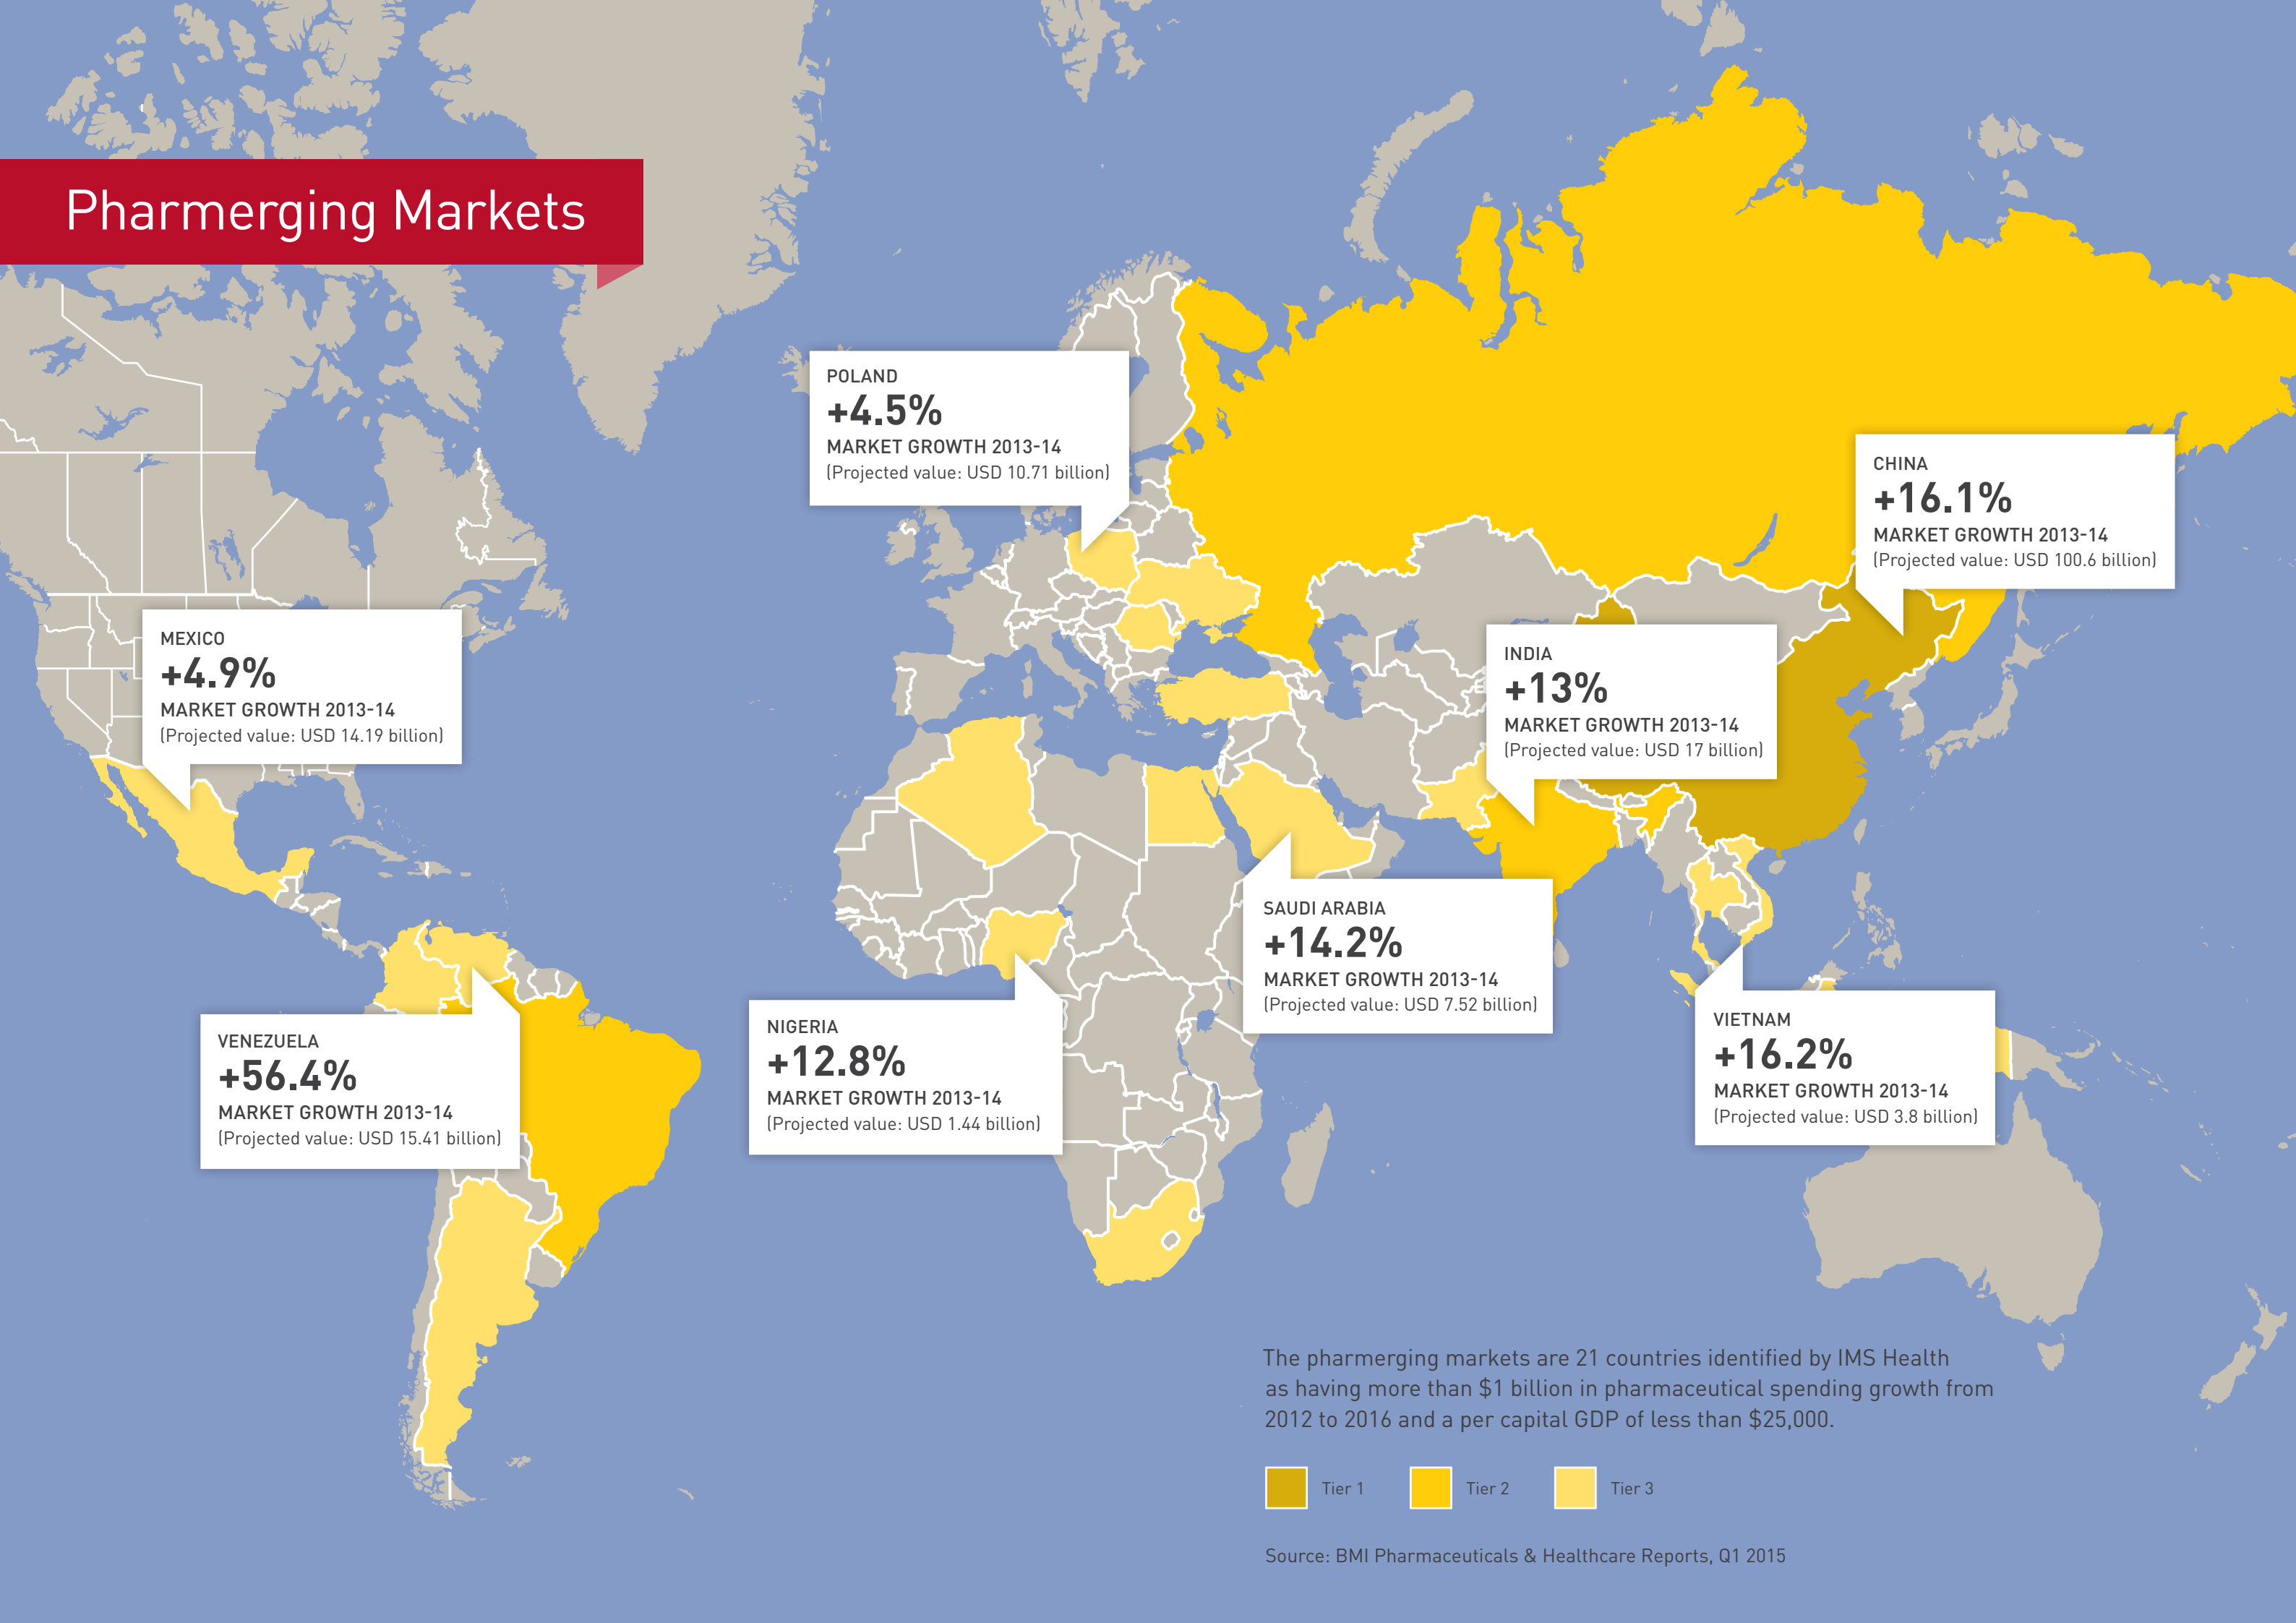 Pharmerging Markets
POLAND
+4.5%
MARKET GROWTH 2013-14
(Projected value: USD 10.71 billion)
CHINA
+16.1%
MARKET GROWTH 2013-14
(Projected value: USD 100.6 billion)
MEXICO
+4.9%
MARKET GROWTH 2013-14
(Projected value: USD 14.19 billion)
INDIA
+13%
MARKET GROWTH 2013-14
(Projected value: USD 17 billion)
SAUDI ARABIA
+14.2%
MARKET GROWTH 2013-14
(Projected value: USD 7.52 billion)
VENEZUELA
+56.4%
MARKET GROWTH 2013-14
(Projected value: USD 15.41 billion)
NIGERIA
+12.8%
MARKET GROWTH 2013-14
(Projected value: USD 1.44 billion)
VIETNAM
+16.2%
MARKET GROWTH 2013-14
(Projected value: USD 3.8 billion)
The pharmerging markets are 21 countries identified by IMS Health
as having more than $1 billion in pharmaceutical spending growth from
2012 to 2016 and a per capital GDP of less than $25,000.
Tier 1 Tier 2 Tier 3
Source: BMI Pharmaceuticals & Healthcare Reports, Q1 2015